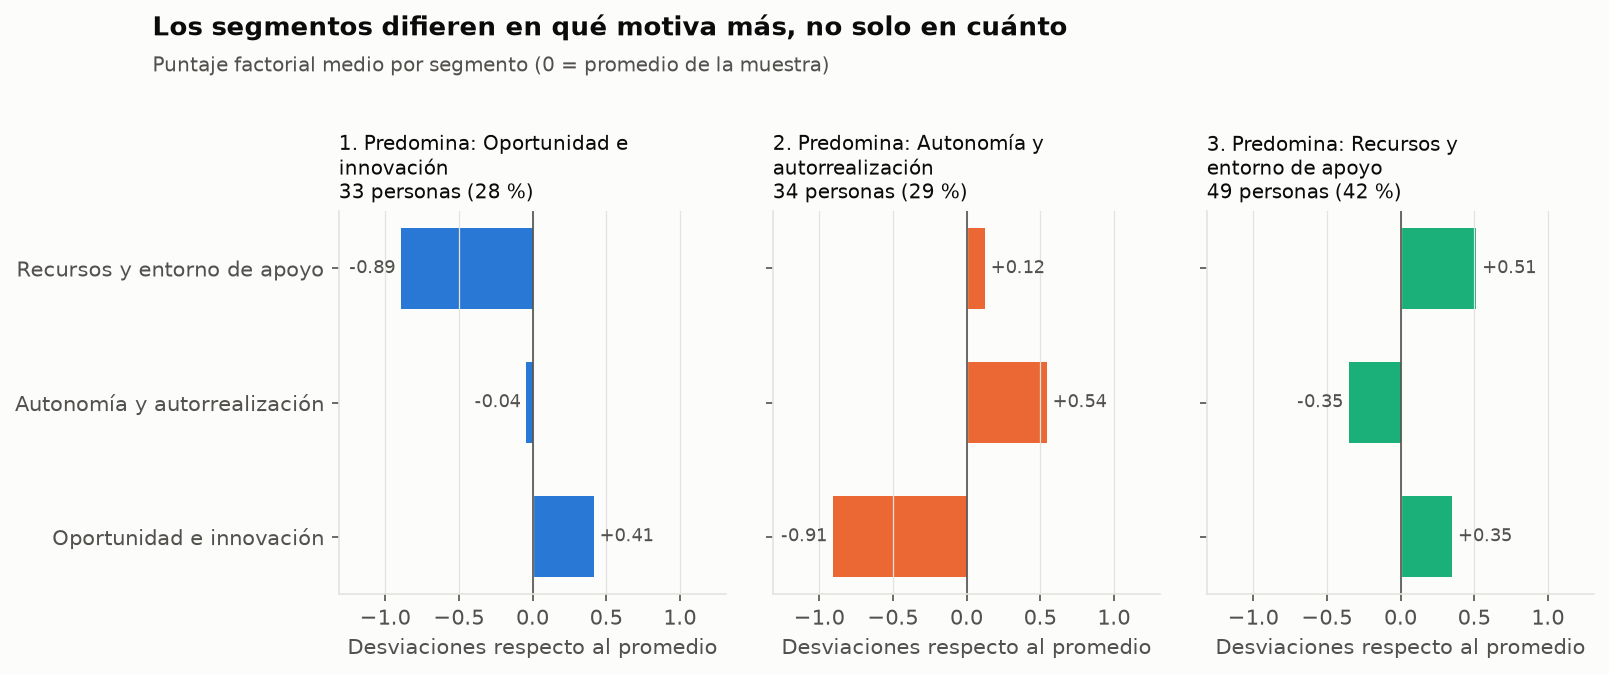 Los segmentos difieren en qué motiva más, no solo en cuánto
Puntaje factorial medio por segmento (0 = promedio de la muestra)
1. Predomina: Oportunidad e
innovación
33 personas (28 %)
2. Predomina: Autonomía y
autorrealización
34 personas (29 %)
3. Predomina: Recursos y
entorno de apoyo
49 personas (42 %)
Recursos y entorno de apoyo
-0.89
+0.12
+0.51
Autonomía y autorrealización
-0.04
+0.54
-0.35
Oportunidad e innovación
+0.41
-0.91
+0.35
−1.0 −0.5 0.0 0.5 1.0
−1.0 −0.5 0.0 0.5 1.0
−1.0 −0.5 0.0 0.5 1.0
Desviaciones respecto al promedio
Desviaciones respecto al promedio
Desviaciones respecto al promedio